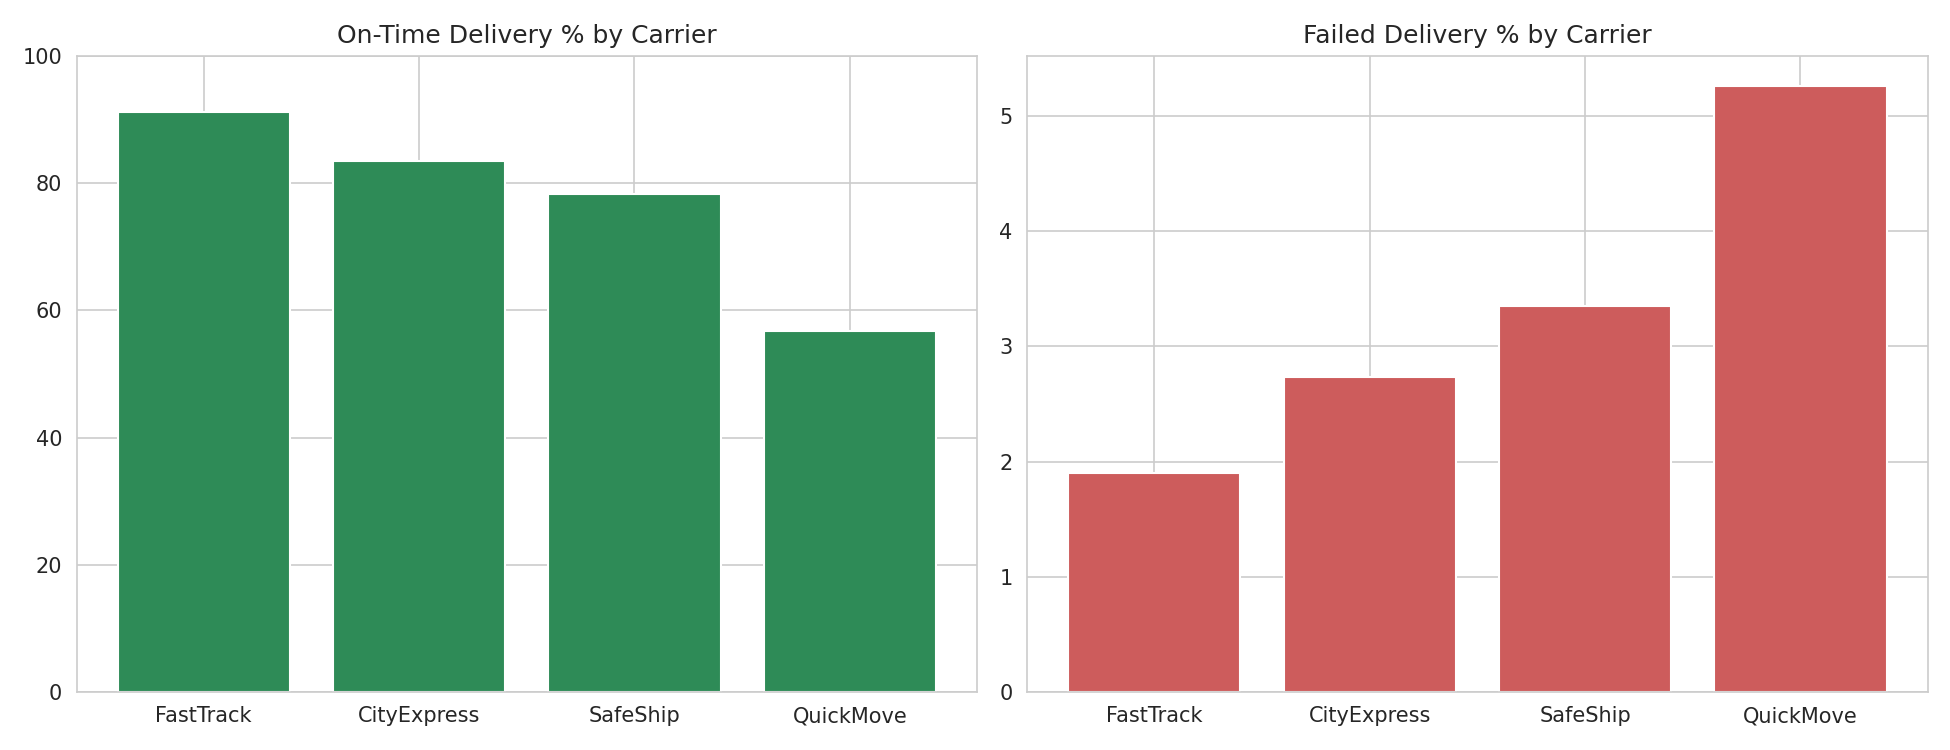 On-Time Delivery % by Carrier
100
80
60
40
20
0
FastTrack
CityExpress
SafeShip
QuickMove
Failed Delivery % by Carrier
5
4
3
2
1
0
FastTrack
CityExpress
SafeShip
QuickMove